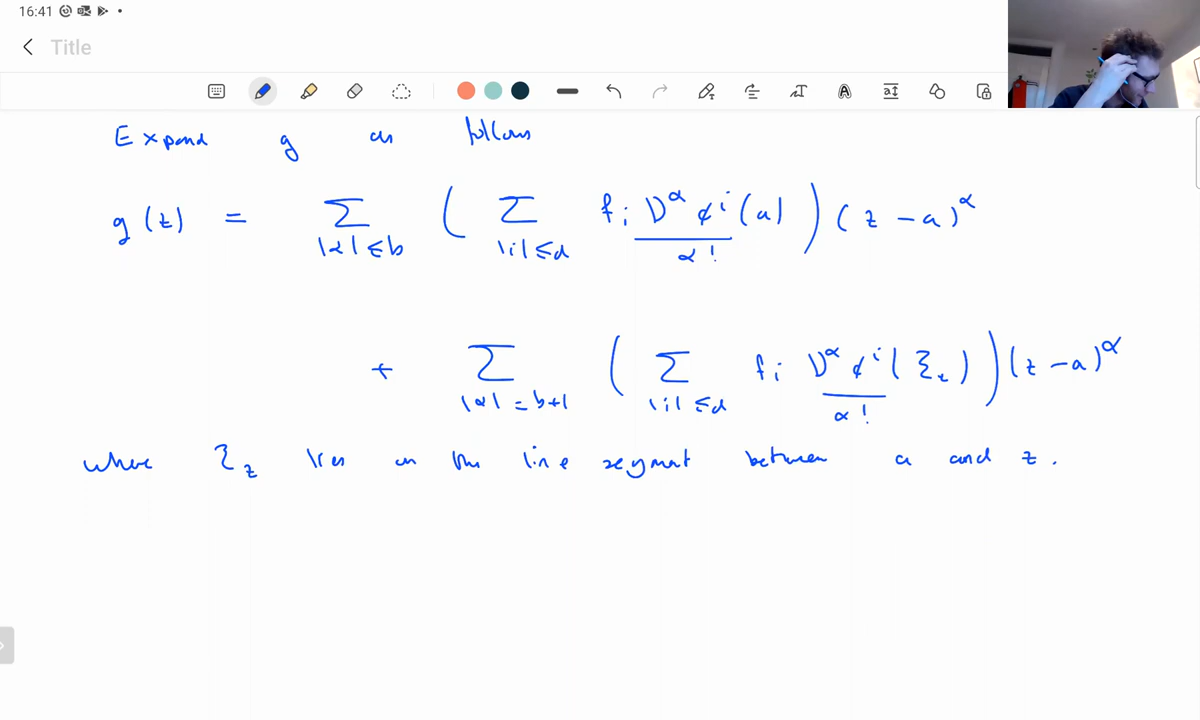 16:41
Title
Expand g as follows
g(z) = Σ_{|α|≤b} ( Σ_{|i|≤d} f_i D^α φ^i(a) / α! ) (z-a)^α
+ Σ_{|α|=b+1} ( Σ_{|i|≤d} f_i D^α φ^i(ξ_z) / α! ) (z-a)^α
where ξ_z lies on the line segment between a and z.